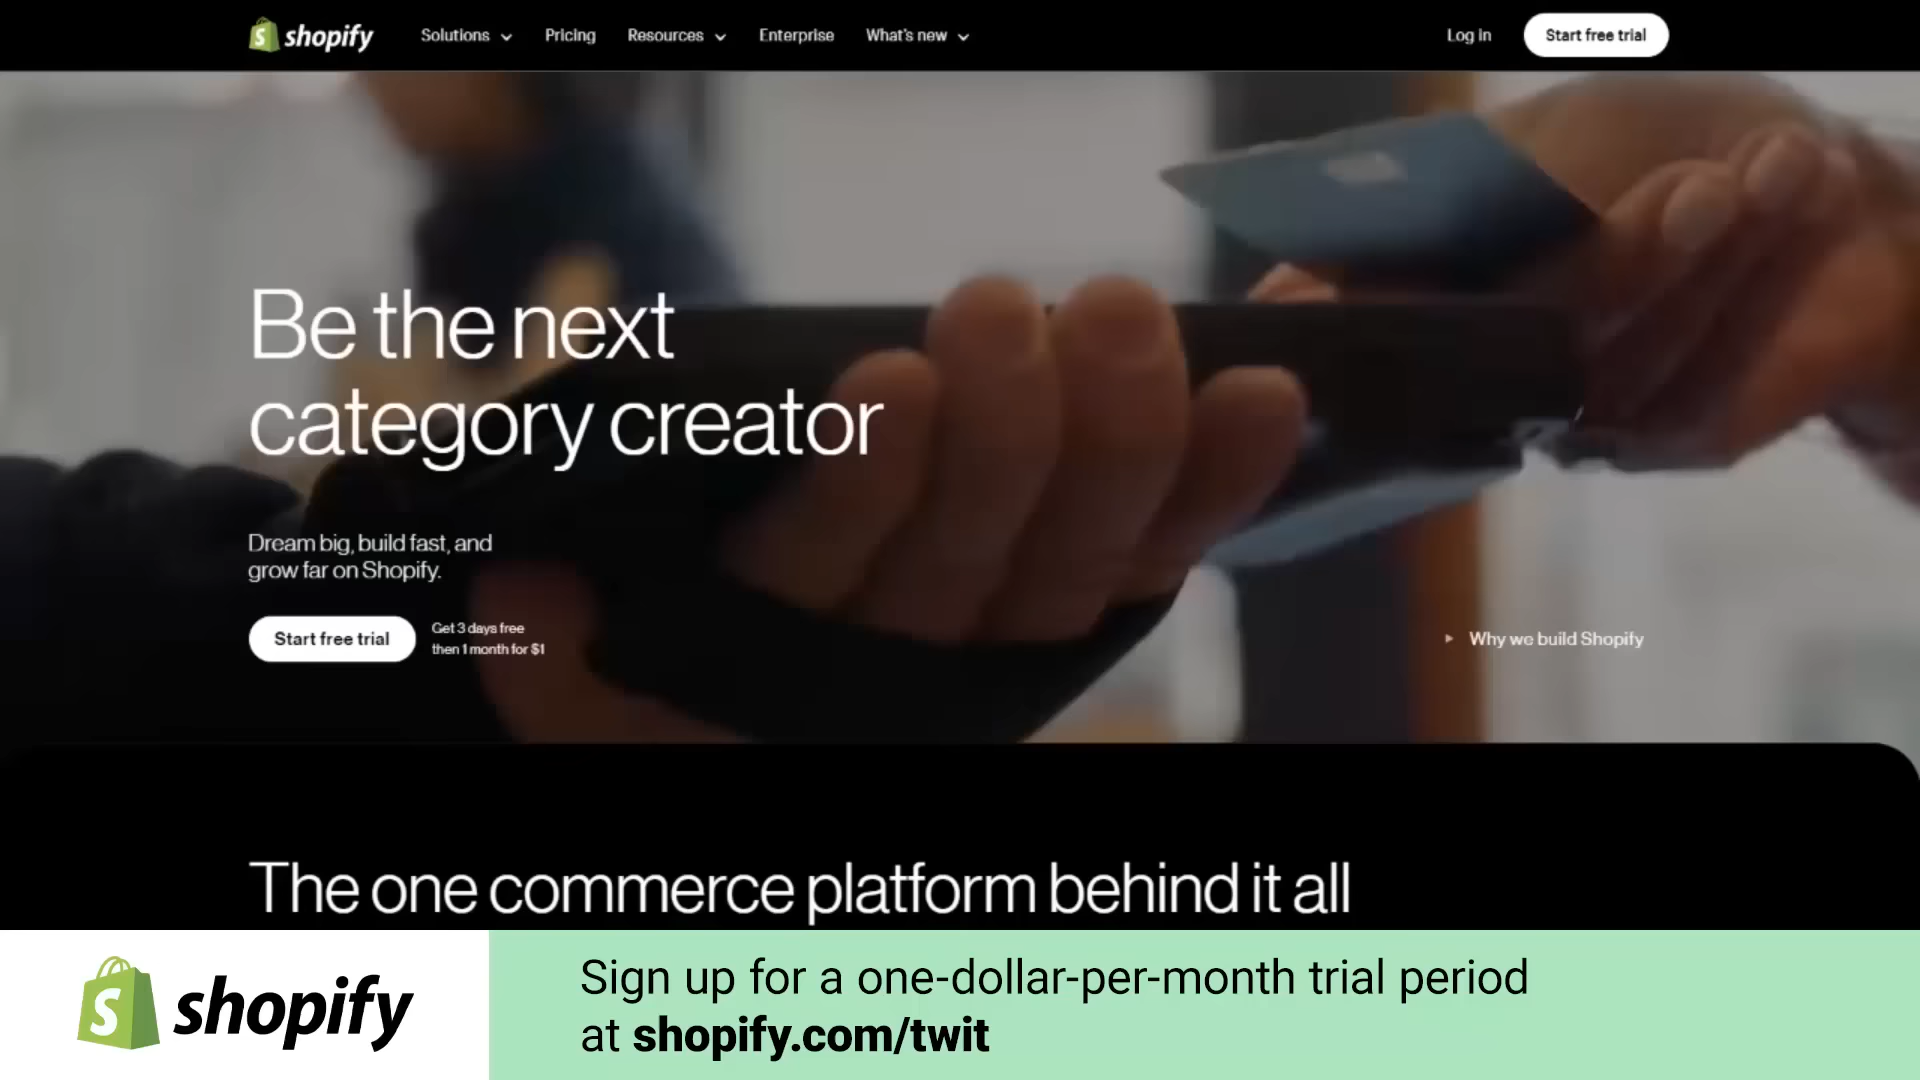 shopify
Solutions
Pricing
Resources
Enterprise
What's new
Log in
Start free trial
Be the next
category creator
Dream big, build fast, and
grow far on Shopify.
Start free trial
Get 3 days free
then 1 month for $1
Why we build Shopify
The one commerce platform behind it all
shopify
Sign up for a one-dollar-per-month trial period
at shopify.com/twit